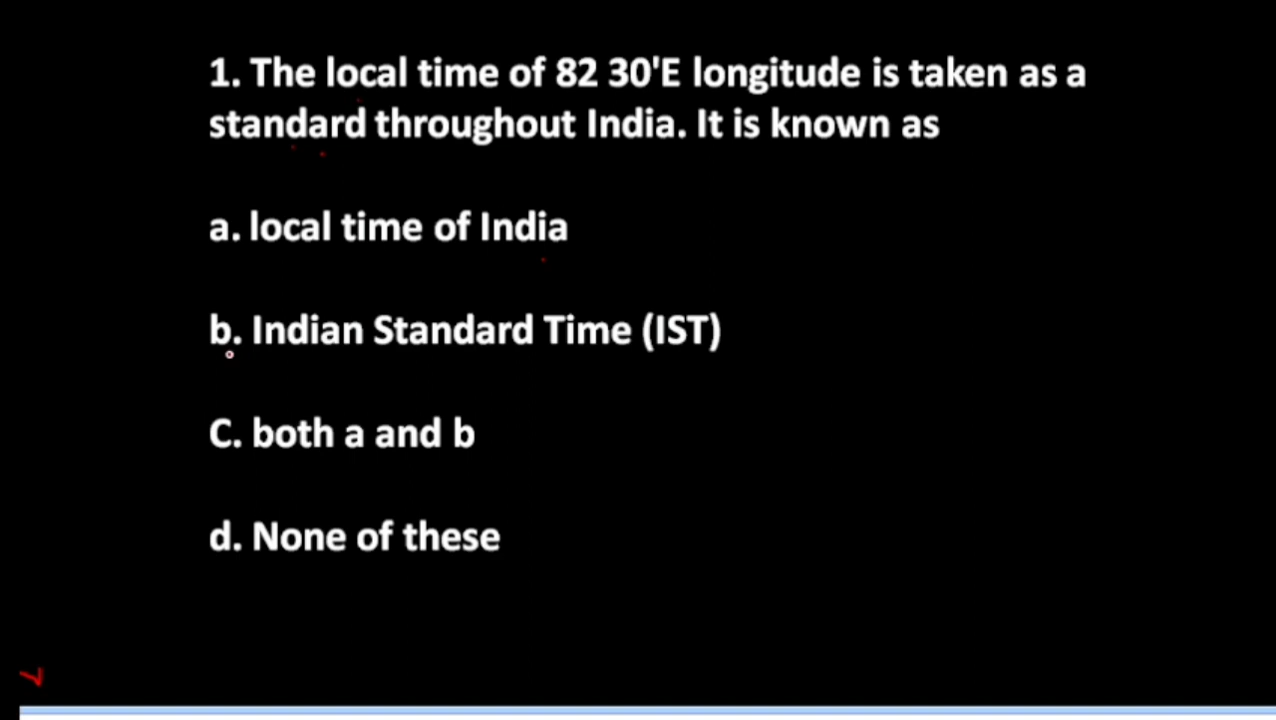 1. The local time of 82 30'E longitude is taken as a
standard throughout India. It is known as
a. local time of India
b. Indian Standard Time (IST)
C. both a and b
d. None of these